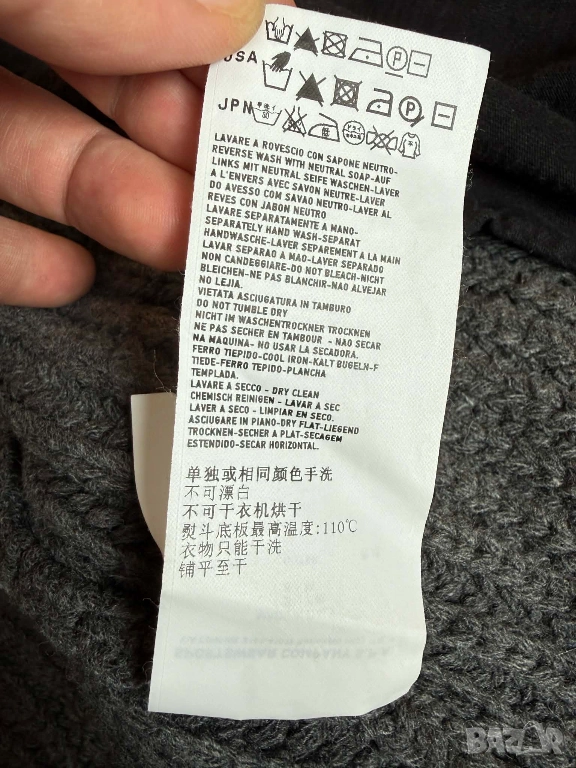 USA
JPN
LAVARE A ROVESCIO CON SAPONE NEUTRO-
REVERSE WASH WITH NEUTRAL SOAP-AUF
LINKS MIT NEUTRAL SEIFE WASCHEN-LAVER
A L'ENVERS AVEC SAVON NEUTRE-LAVER
DO AVESSO COM SAVAO NEUTRO-LAVER AL
REVES CON JABON NEUTRO
LAVARE SEPARATAMENTE A MANO-
SEPARATELY HAND WASH-SEPARAT
HANDWASCHE-LAVER SEPAREMENT A LA MAIN
LAVAR SEPARAO A MAO-LAVER SEPARADO
NON CANDEGGIARE-DO NOT BLEACH-NICHT
BLEICHEN-NE PAS BLANCHIR-NAO ALVEJAR
NO LEJIA.
VIETATA ASCIUGATURA IN TAMBURO
DO NOT TUMBLE DRY
NICHT IM WASCHENTROCKNER TROCKNEN
NE PAS SECHER EN TAMBOUR - NAO SECAR
NA MAQUINA- NO USAR LA SECADORA.
FERRO TIEPIDO-COOL IRON-KALT BUGELN-F
TIEDE-FERRO TEPIDO-PLANCHA
TEMPLADA.
LAVARE A SECCO - DRY CLEAN
CHEMISCH REINIGEN - LAVAR A SEC
LAVER A SECO - LIMPIAR EN SECO.
ASCIUGARE IN PIANO-DRY FLAT-LIEGEND
TROCKNEN-SECHER A PLAT-SECAGEM
ESTENDIDO-SECAR HORIZONTAL.
单独或相同颜色手洗
不可漂白
不可于衣机烘干
熨斗底板最高温度:110℃
衣物只能干洗
铺平至干
BAZAR